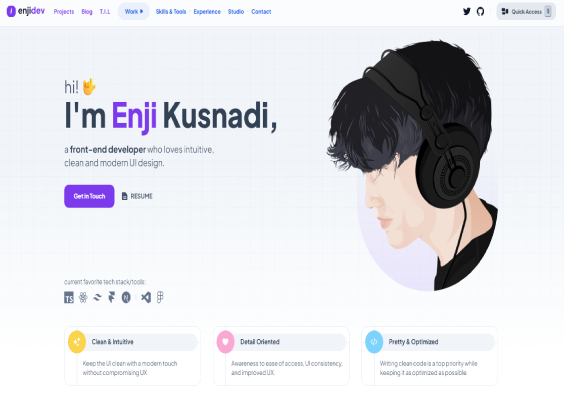 enjidev Projects Blog T.I.L Work Skills & Tools Experience Studio Contact Quick Access
hi!
I'm Enji Kusnadi,
a front-end developer who loves intuitive,
clean and modern UI design.
Get in Touch RESUME
current favorite tech stack/tools:
TS
Clean & Intuitive
Keep the UI clean with a modern touch
without compromising UX.
Detail Oriented
Awareness to ease of access, UI consistency,
and improved UX.
Pretty & Optimized
Writing clean code is a top priority while
keeping it as optimized as possible.